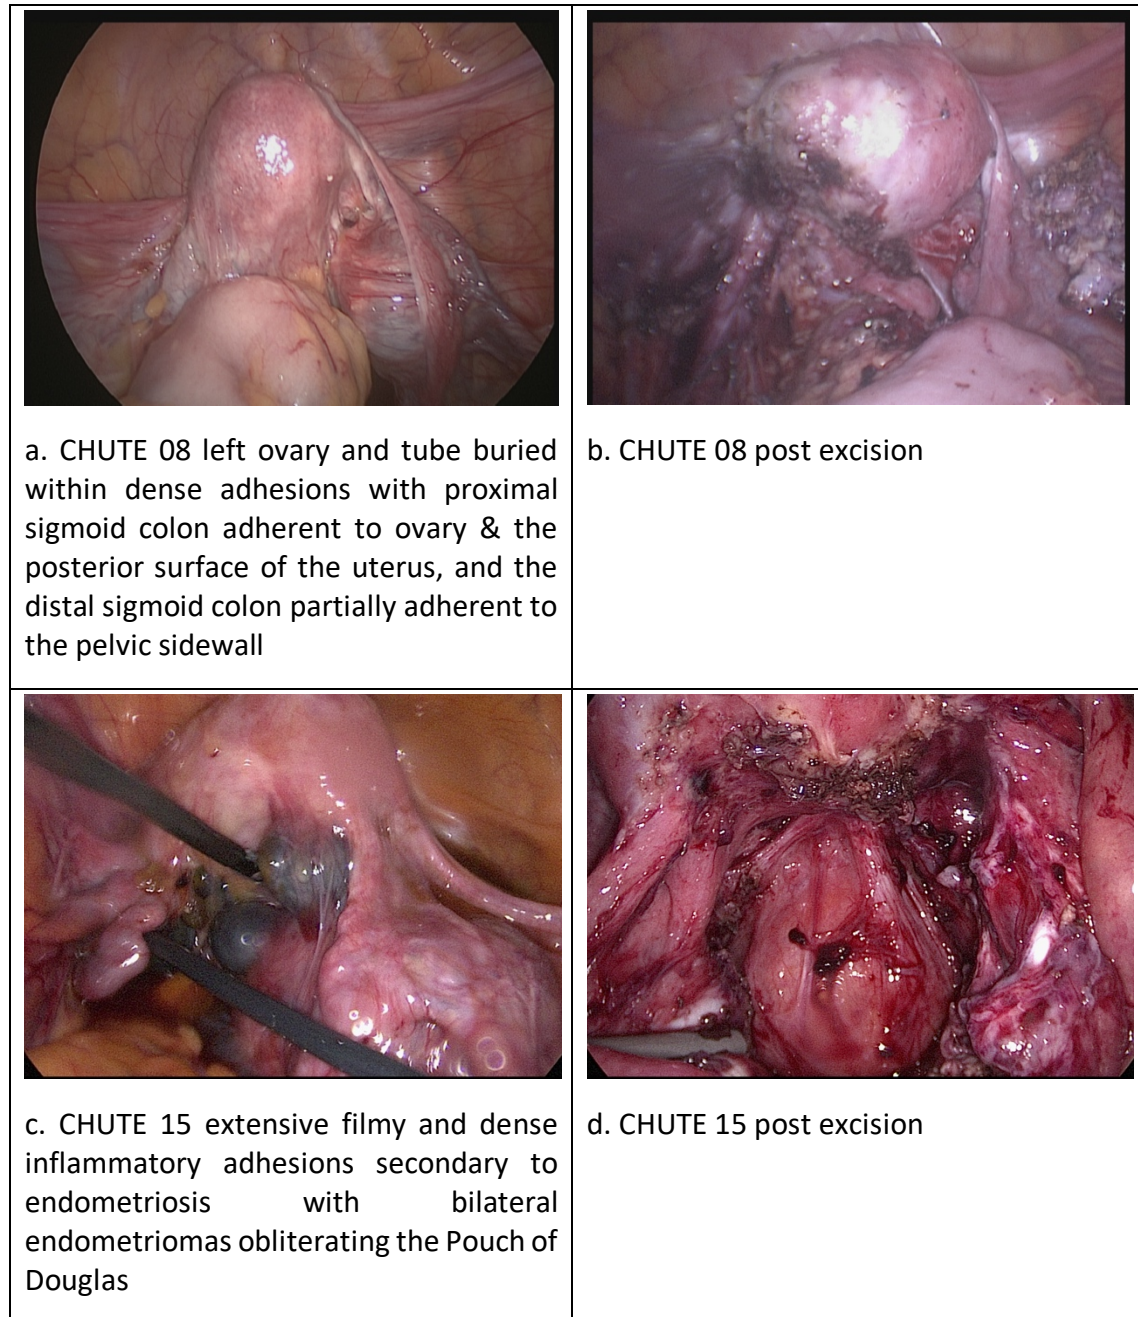 a. CHUTE 08 left ovary and tube buried
within dense adhesions with proximal
sigmoid colon adherent to ovary & the
posterior surface of the uterus, and the
distal sigmoid colon partially adherent to
the pelvic sidewall
b. CHUTE 08 post excision
c. CHUTE 15 extensive filmy and dense
inflammatory adhesions secondary to
endometriosis with bilateral
endometriomas obliterating the Pouch of
Douglas
d. CHUTE 15 post excision